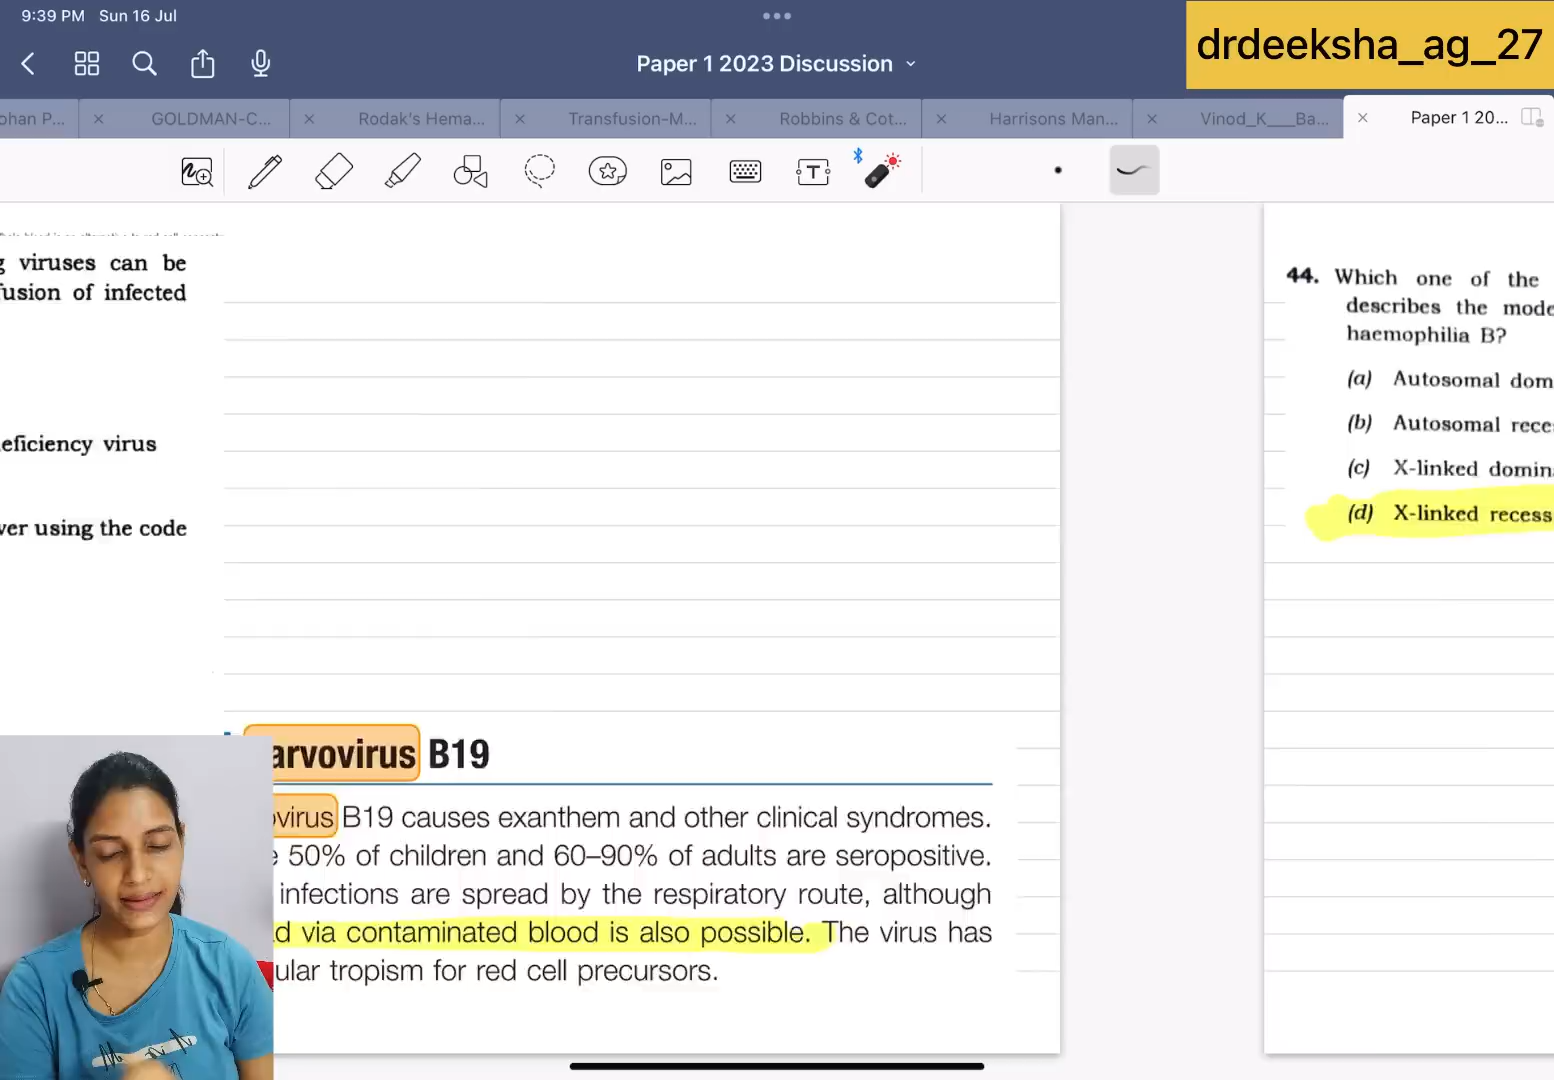 9:39 PM Sun 16 Jul
drdeeksha_ag_27
Paper 1 2023 Discussion
ohan P...
GOLDMAN-C...
Rodak's Hema...
Transfusion-M...
Robbins & Cot...
Harrisons Man...
Vinod_K___Ba...
Paper 1 20...
g viruses can be
fusion of infected
eficiency virus
ver using the code
arvovirus B19
ovirus B19 causes exanthem and other clinical syndromes.
e 50% of children and 60–90% of adults are seropositive.
infections are spread by the respiratory route, although
d via contaminated blood is also possible. The virus has
ular tropism for red cell precursors.
44. Which one of the
describes the mode
haemophilia B?
(a) Autosomal dom
(b) Autosomal rece
(c) X-linked domin
(d) X-linked recess